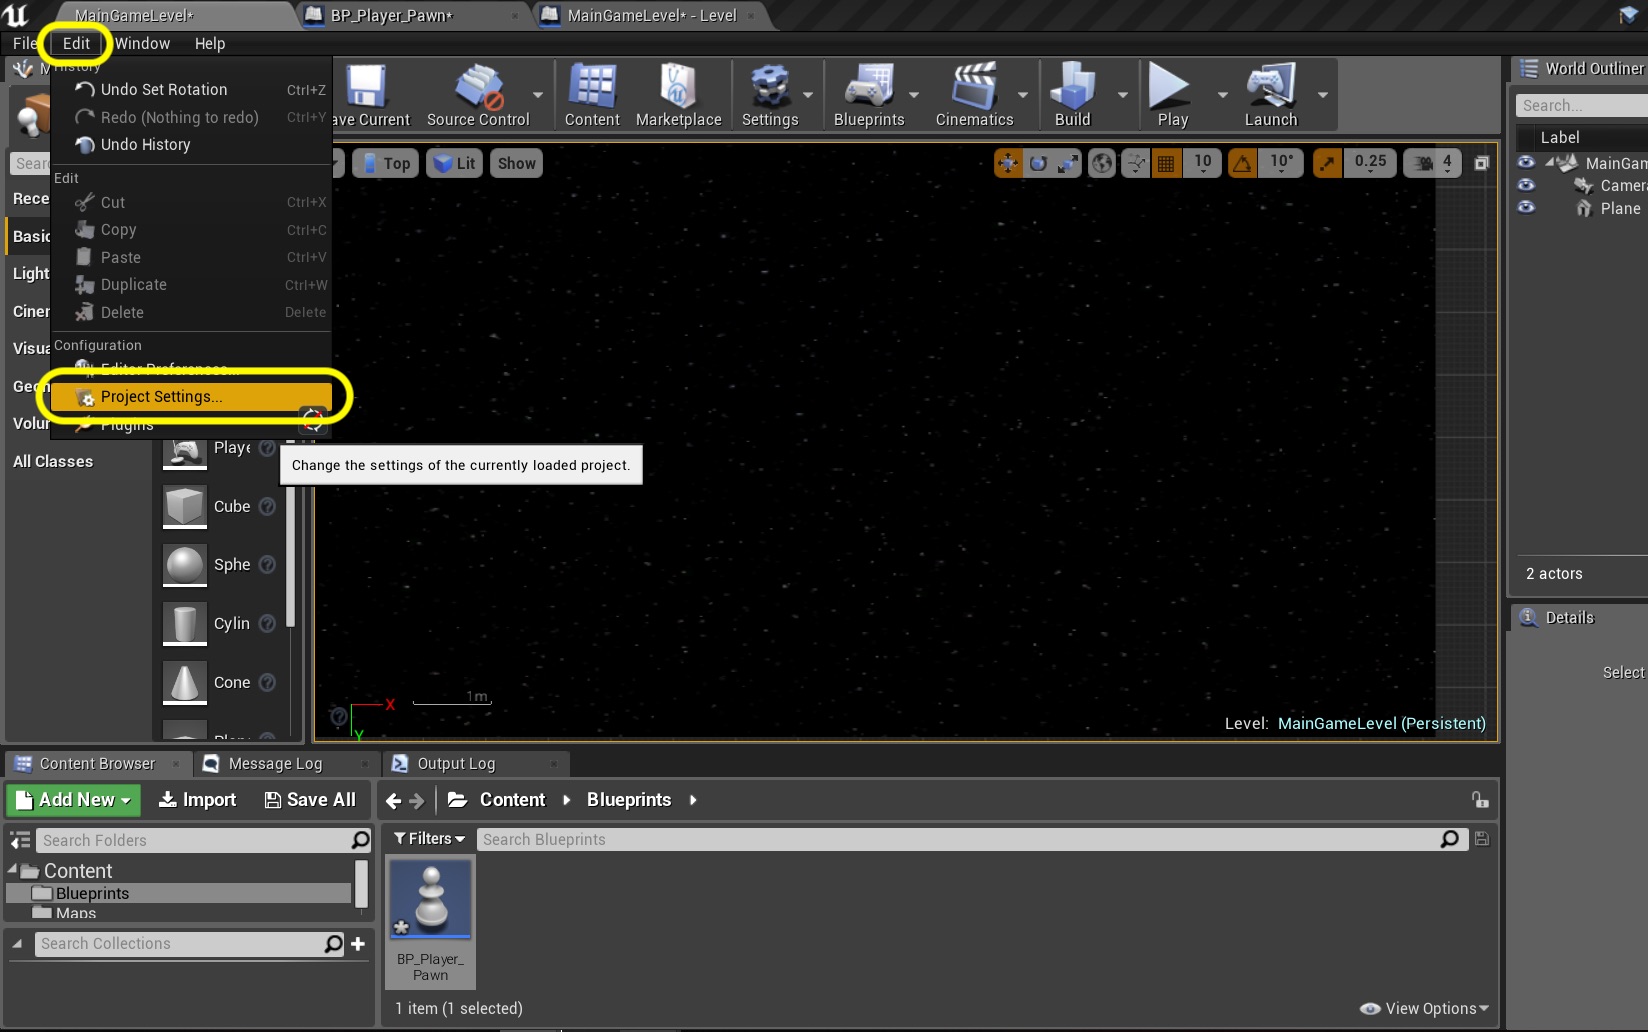 MainGameLevel*
BP_Player_Pawn*
MainGameLevel* - Level
File
Edit
Window
Help
M
History
Undo Set Rotation Ctrl+Z
Redo (Nothing to redo) Ctrl+Y
Undo History
Edit
Cut Ctrl+X
Copy Ctrl+C
Paste Ctrl+V
Duplicate Ctrl+W
Delete Delete
Configuration
Editor Preferences...
Project Settings...
Plugins
Change the settings of the currently loaded project.
ave Current
Source Control
Content
Marketplace
Settings
Blueprints
Cinematics
Build
Play
Launch
Top
Lit
Show
10
10°
0.25
4
Sear
Rece
Basic
Light
Ciner
Visua
Geon
Volur
All Classes
Playe
Cube
Sphe
Cylin
Cone
1m
X
Y
Level: MainGameLevel (Persistent)
World Outliner
Search...
Label
MainGam
Camer
Plane
2 actors
Details
Select
Content Browser
Message Log
Output Log
Add New
Import
Save All
Content
Blueprints
Search Folders
Filters
Search Blueprints
Content
Blueprints
Maps
Search Collections
BP_Player_
Pawn
1 item (1 selected)
View Options